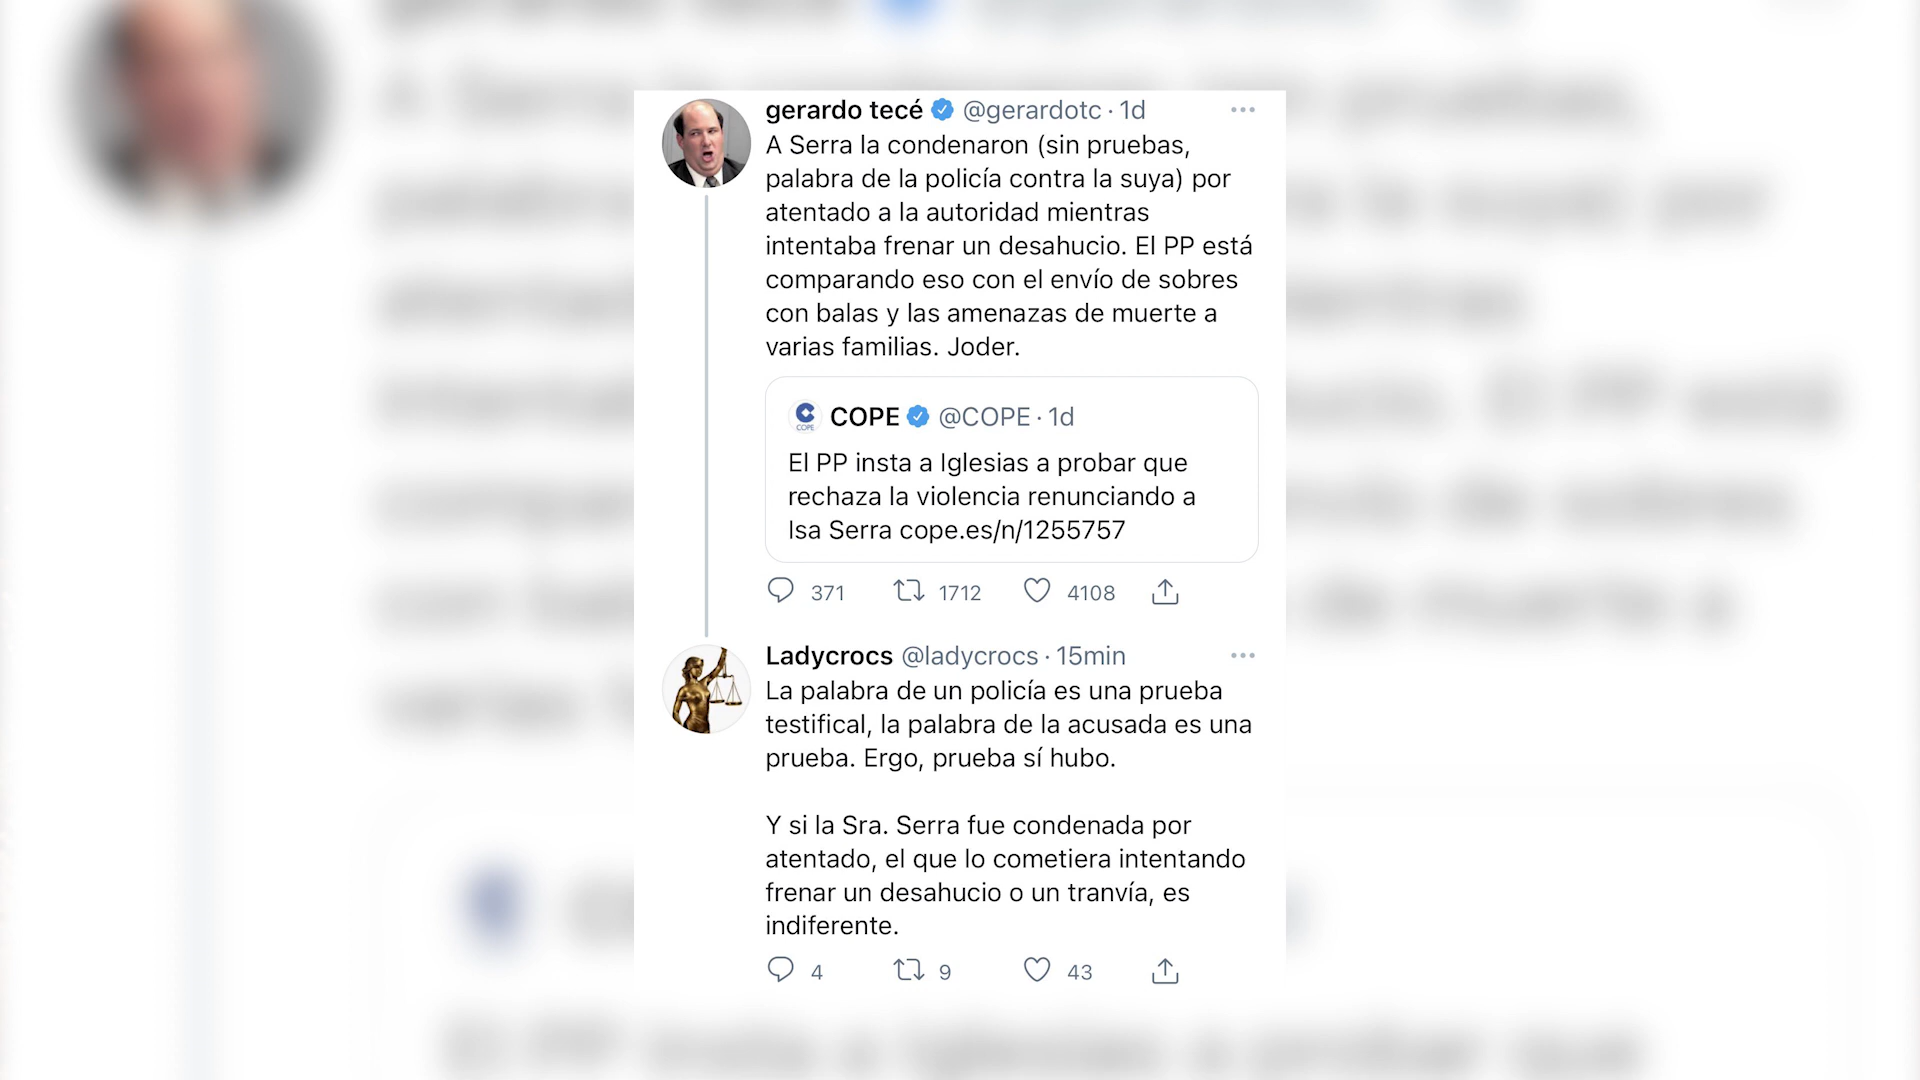 gerardo tecé @gerardotc · 1d
A Serra la condenaron (sin pruebas,
palabra de la policía contra la suya) por
atentado a la autoridad mientras
intentaba frenar un desahucio. El PP está
comparando eso con el envío de sobres
con balas y las amenazas de muerte a
varias familias. Joder.
COPE
COPE @COPE · 1d
El PP insta a Iglesias a probar que
rechaza la violencia renunciando a
Isa Serra cope.es/n/1255757
371 1712 4108
Ladycrocs @ladycrocs · 15min
La palabra de un policía es una prueba
testifical, la palabra de la acusada es una
prueba. Ergo, prueba sí hubo.
Y si la Sra. Serra fue condenada por
atentado, el que lo cometiera intentando
frenar un desahucio o un tranvía, es
indiferente.
4 9 43